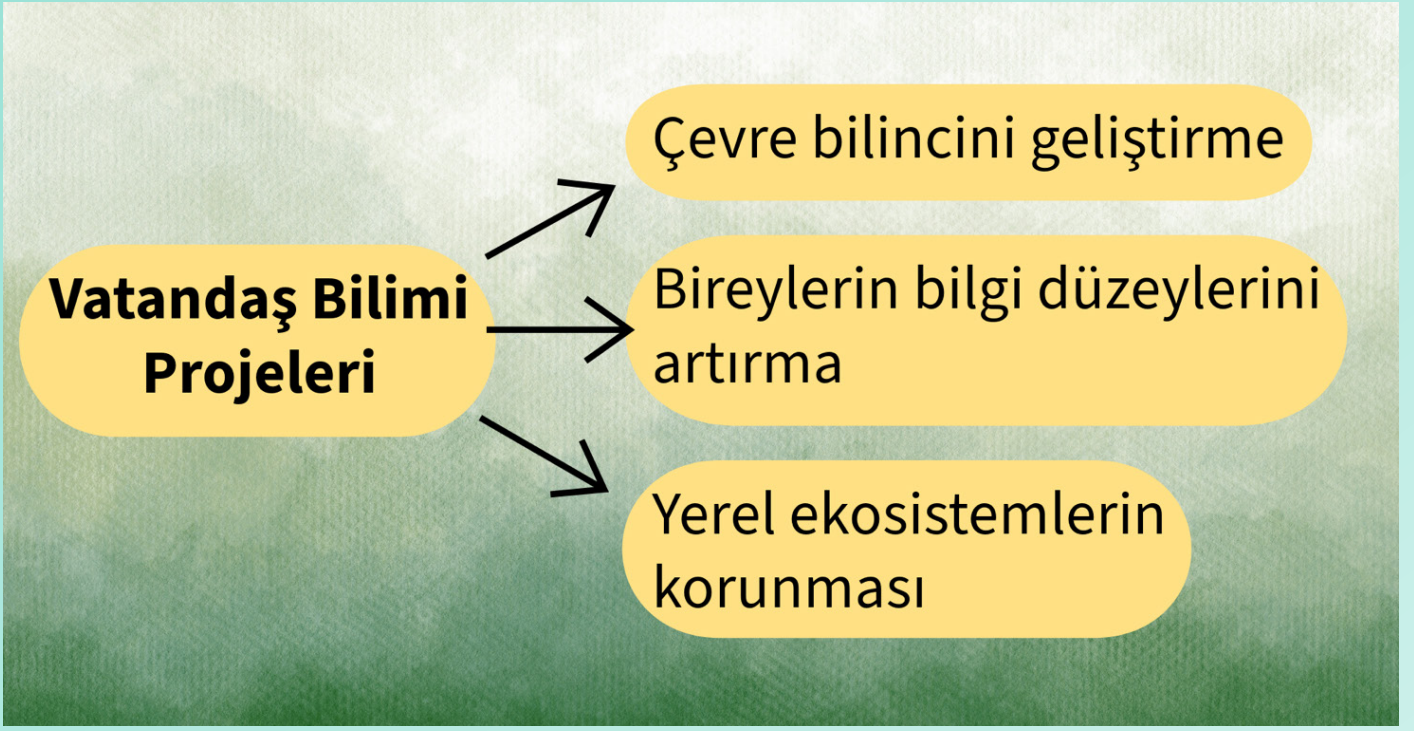 Vatandaş Bilimi
Projeleri
Çevre bilincini geliştirme
Bireylerin bilgi düzeylerini
artırma
Yerel ekosistemlerin
korunması